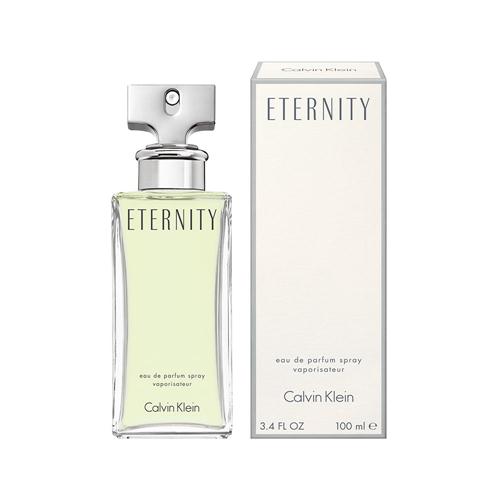 ETERNITY
eau de parfum spray
vaporisateur
Calvin Klein
Calvin Klein
ETERNITY
eau de parfum spray
vaporisateur
Calvin Klein
3.4 FL OZ 100 ml ℮